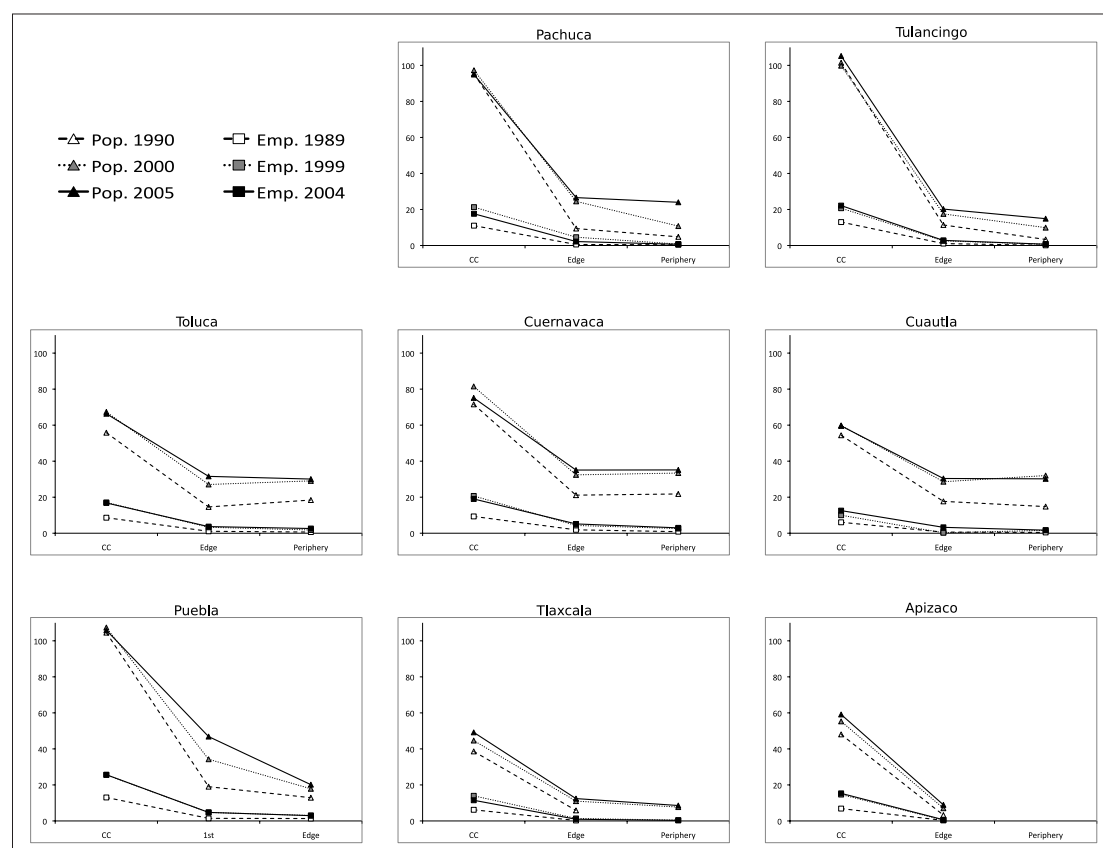 Pachuca
100
80
60
40
20
0
CC Edge Periphery
Tulancingo
100
80
60
40
20
0
CC Edge Periphery
Pop. 1990 Emp. 1989
Pop. 2000 Emp. 1999
Pop. 2005 Emp. 2004
Toluca
100
80
60
40
20
0
CC Edge Periphery
Cuernavaca
100
80
60
40
20
0
CC Edge Periphery
Cuautla
100
80
60
40
20
0
CC Edge Periphery
Puebla
100
80
60
40
20
0
CC 1st Edge
Tlaxcala
100
80
60
40
20
0
CC Edge Periphery
Apizaco
100
80
60
40
20
0
CC Edge Periphery